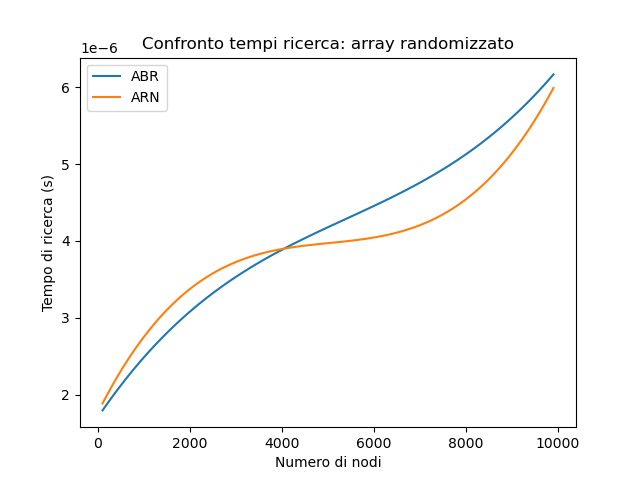 Confronto tempi ricerca: array randomizzato
1e−6
ABR
ARN
6
5
4
3
2
Tempo di ricerca (s)
0 2000 4000 6000 8000 10000
Numero di nodi